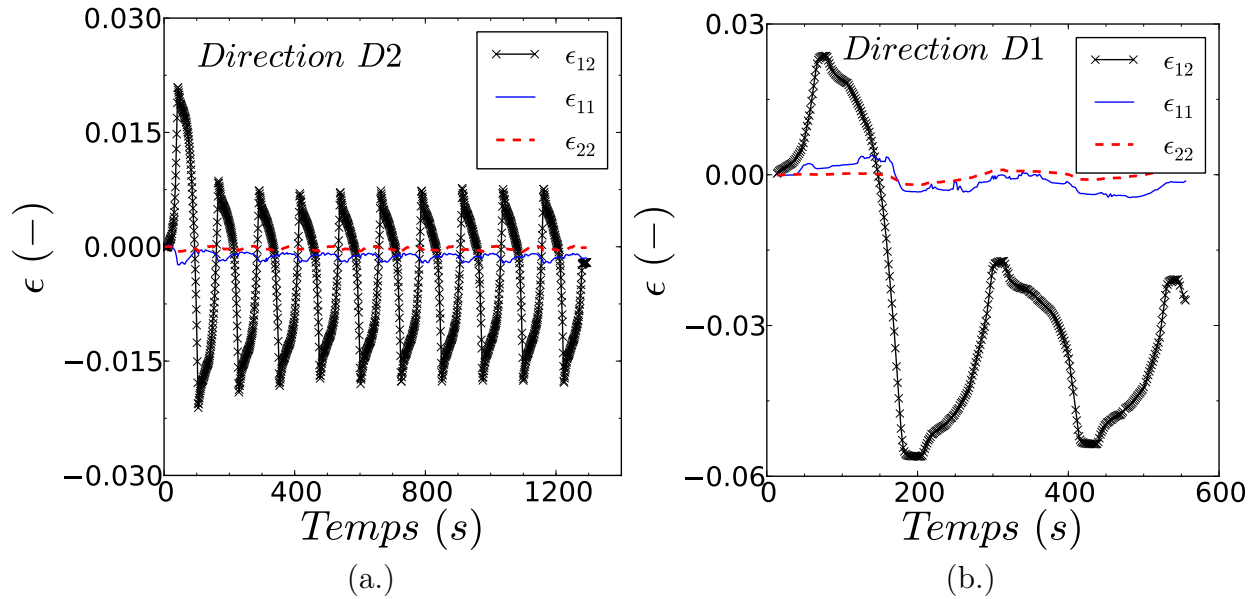 0.030
0.015
0.000
−0.015
−0.030
ϵ (−)
Direction D2
ϵ12
ϵ11
ϵ22
0 400 800 1200
Temps (s)
(a.)
0.03
0.00
−0.03
−0.06
ϵ (−)
Direction D1
ϵ12
ϵ11
ϵ22
0 200 400 600
Temps (s)
(b.)